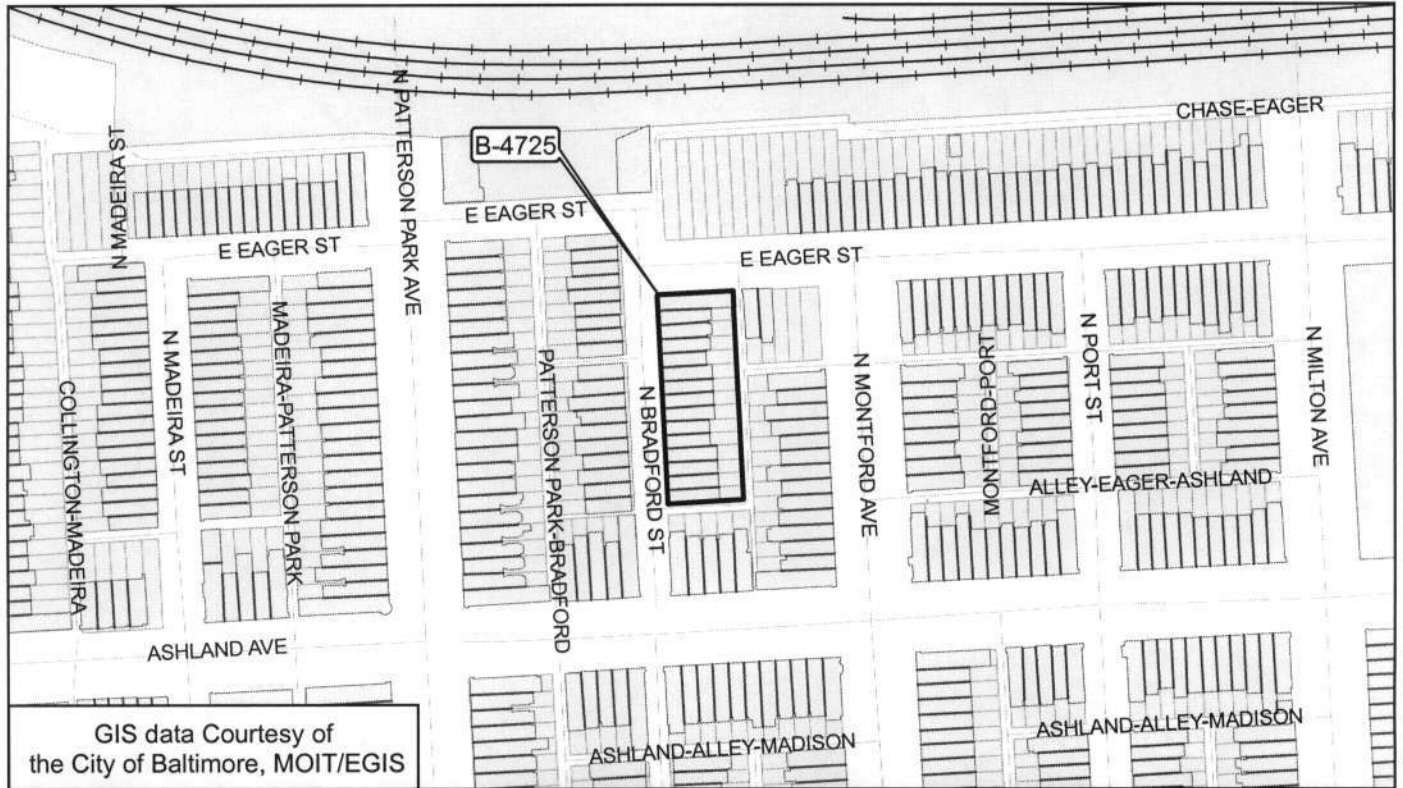 CHASE-EAGER
N PATTERSON PARK AVE
N MADEIRA ST
B-4725
E EAGER ST
E EAGER ST
E EAGER ST
N MADEIRA ST
MADEIRA-PATTERSON PARK
COLLINGTON-MADEIRA
PATTERSON PARK-BRADFORD
N BRADFORD ST
N MONTFORD AVE
MONTFORD-PORT
N PORT ST
N MILTON AVE
ALLEY-EAGER-ASHLAND
ASHLAND AVE
ASHLAND-ALLEY-MADISON
ASHLAND-ALLEY-MADISON
GIS data Courtesy of
the City of Baltimore, MOIT/EGIS